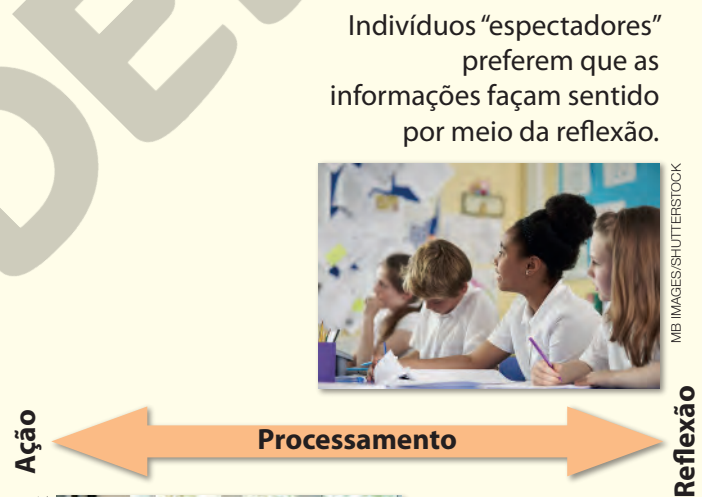 Indivíduos “espectadores”
preferem que as
informações façam sentido
por meio da reflexão.
MB IMAGES/SHUTTERSTOCK
Ação
Processamento
Reflexão